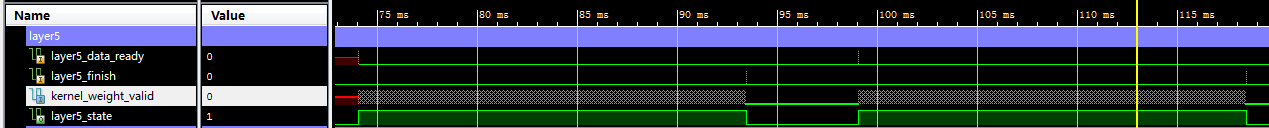 Name Value 75 ms 80 ms 85 ms 90 ms 95 ms 100 ms 105 ms 110 ms 115 ms
layer5
layer5_data_ready 0
layer5_finish 0
kernel_weight_valid 0
layer5_state 1